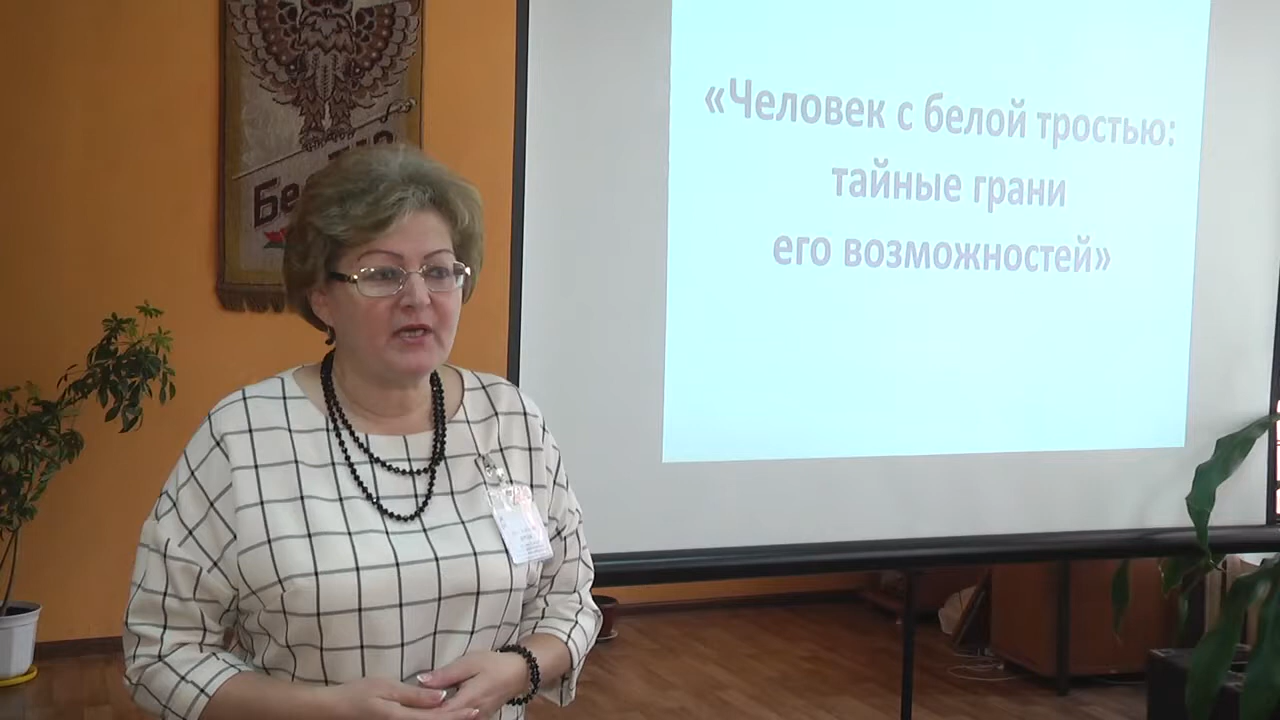 «Человек с белой тростью:
тайные грани
его возможностей»